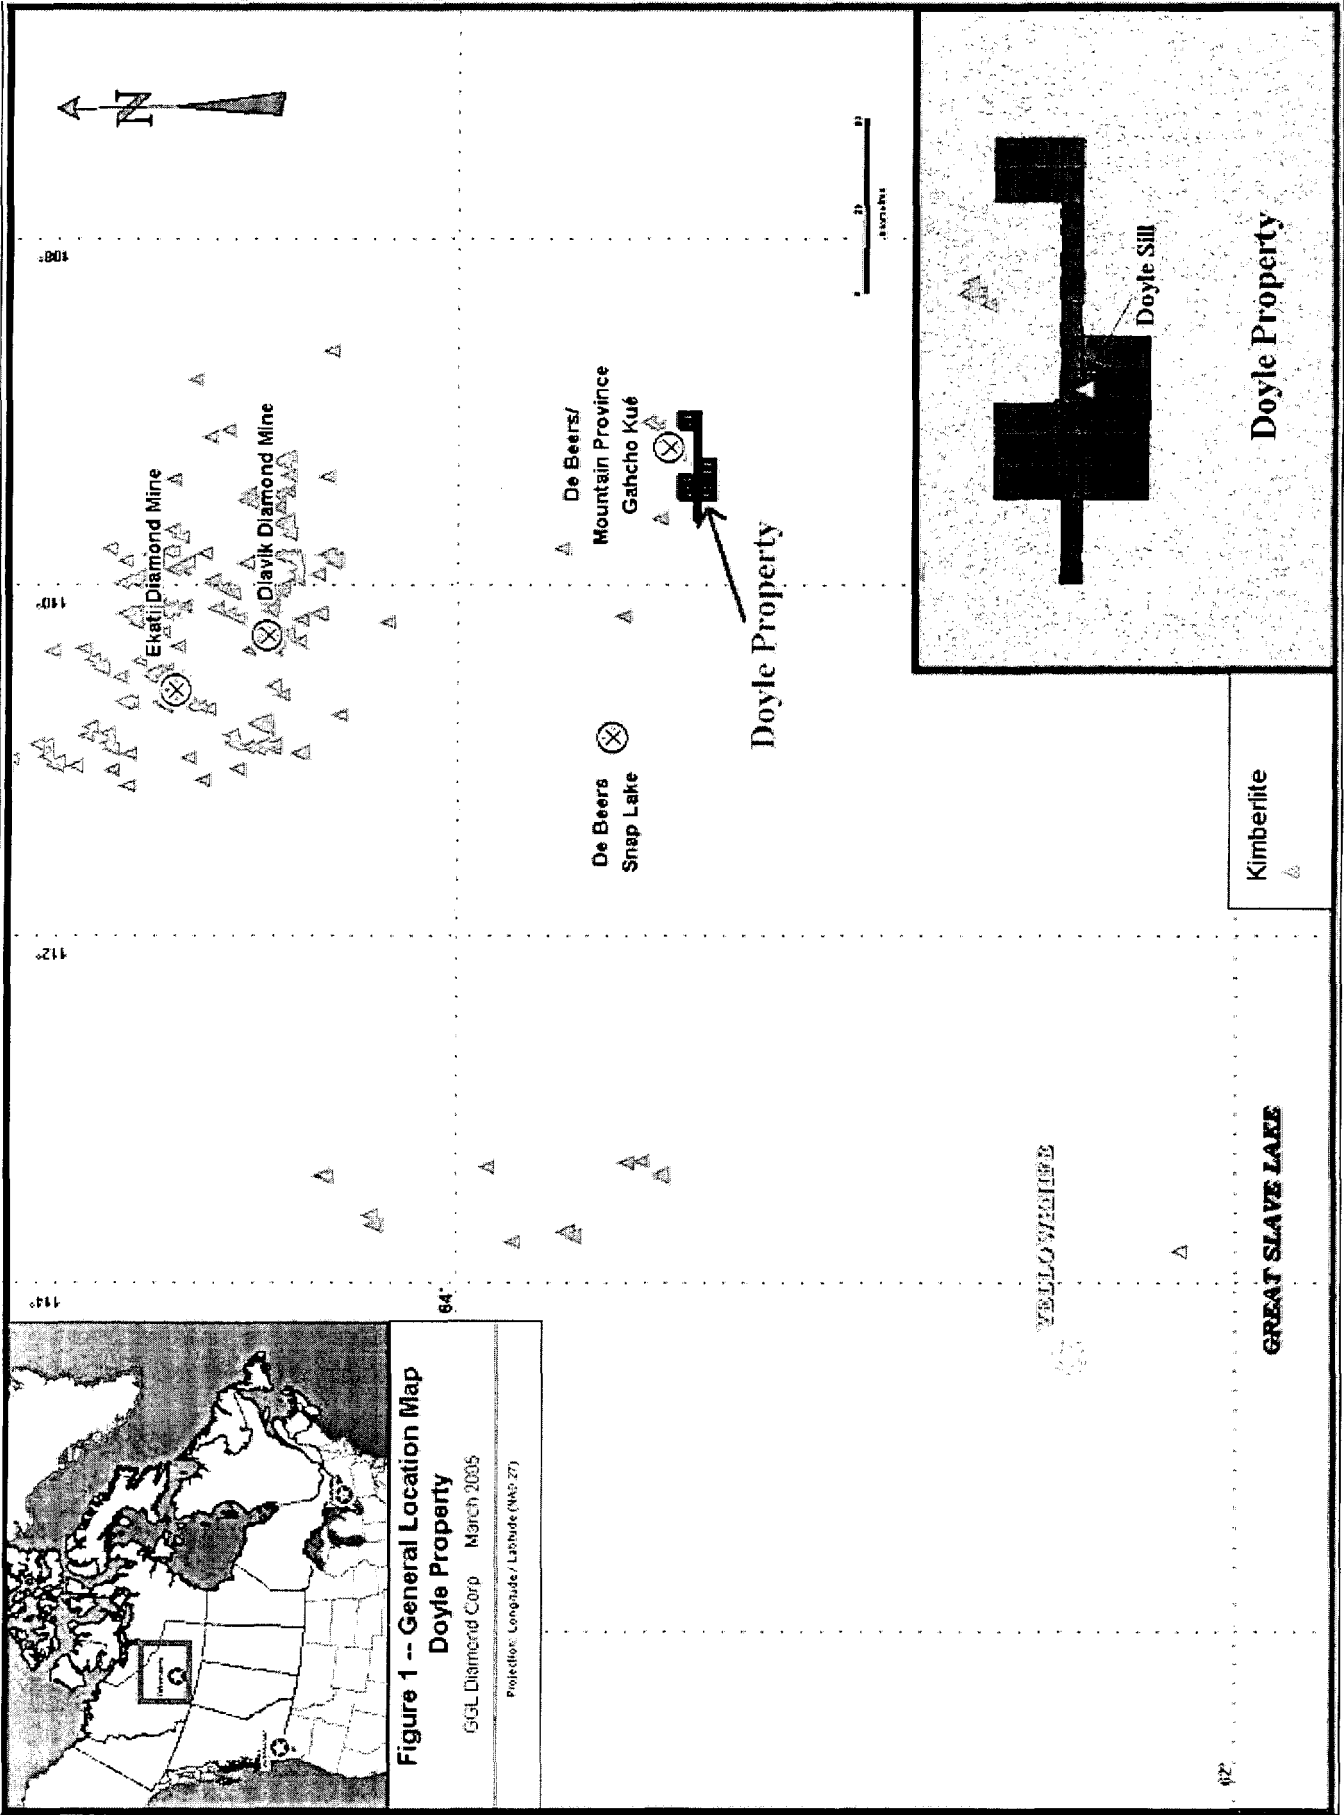 Figure 1 -- General Location Map
Doyle Property
GGL Diamond Corp March 2005
Projection: Longitude / Latitude (NAD 27)
114°
112°
110°
108°
64°
62°
N
Ekati Diamond Mine
Diavik Diamond Mine
De Beers
Snap Lake
De Beers/
Mountain Province
Gahcho Kué
Doyle Property
YELLOWKNIFE
GREAT SLAVE LAKE
Kimberlite
Doyle Sill
Doyle Property